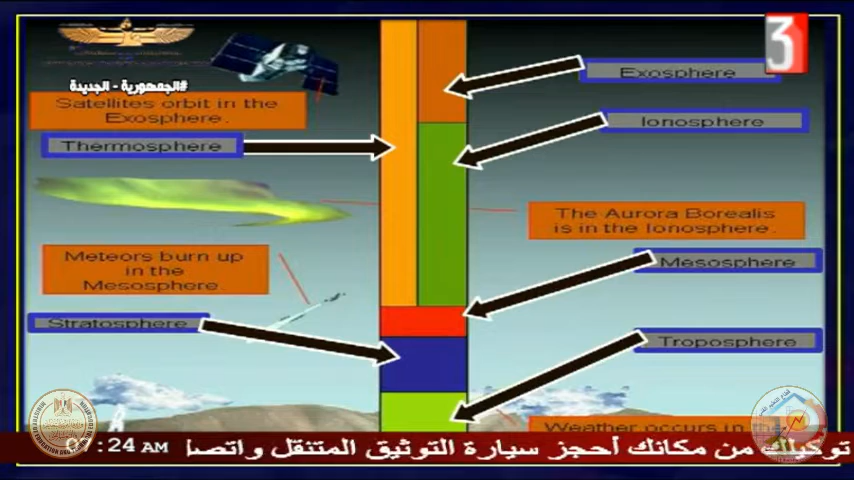 3
#الجمهورية - الجديدة
Satellites orbit in the
Exosphere.
Exosphere
Ionosphere
Thermosphere
The Aurora Borealis
is in the Ionosphere.
Meteors burn up
in the
Mesosphere.
Mesosphere
Stratosphere
Troposphere
Weather occurs in
:24 AM
توكيلك من مكانك أحجز سيارة التوثيق المتنقل واتصا